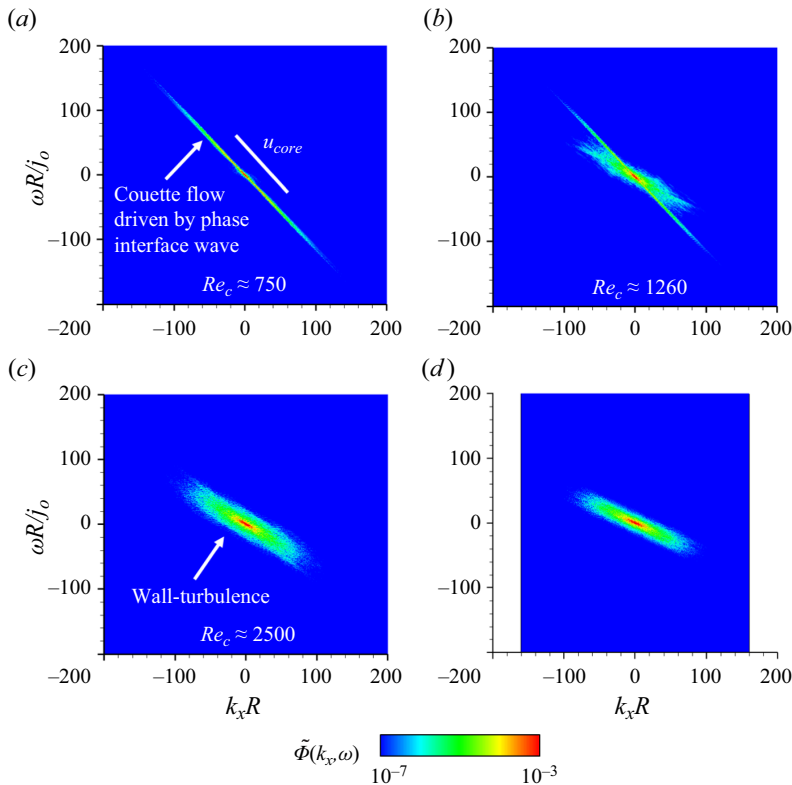 (a)
200
100
0
−100
−200
ωR/j_o
u_core
Couette flow
driven by phase
interface wave
Re_c ≈ 750
−100
0
100
200
(b)
200
100
0
−100
−200
Re_c ≈ 1260
−100
0
100
200
(c)
200
100
0
−100
−200
ωR/j_o
Wall-turbulence
Re_c ≈ 2500
−100
0
100
200
k_xR
(d)
200
100
0
−100
−200
−100
0
100
200
k_xR
Φ̃(k_x,ω)
10⁻⁷
10⁻³